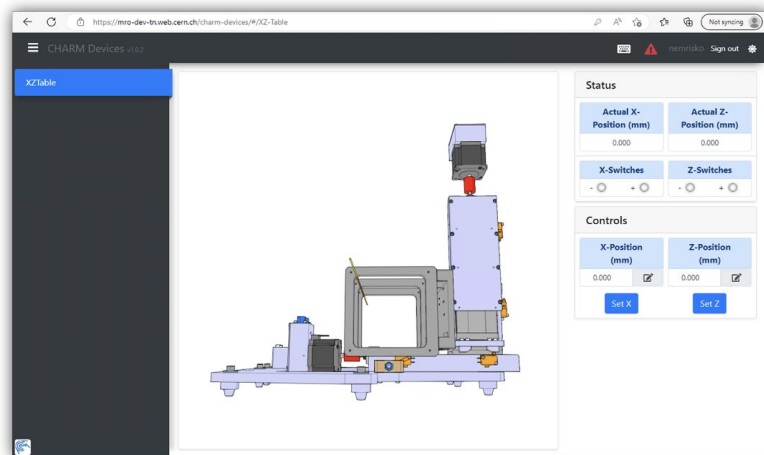 https://mro-dev-tn.web.cern.ch/charm-devices/#/XZ-Table
Not syncing
CHARM Devices v1.0.2
nemrisko Sign out
XZTable
Status
Actual X-
Position (mm)
Actual Z-
Position (mm)
0.000
0.000
X-Switches
Z-Switches
- +
- +
Controls
X-Position
(mm)
Z-Position
(mm)
0.000
0.000
Set X
Set Z